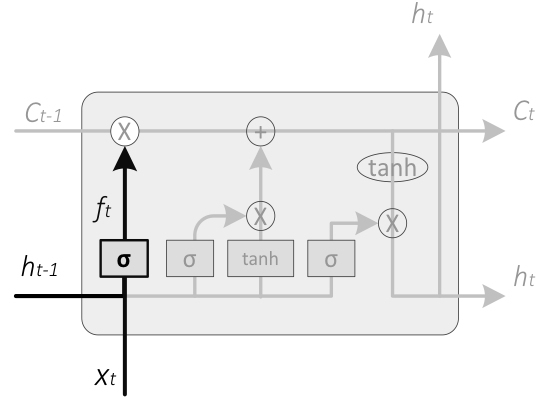 hₜ
Cₜ₋₁ X + Cₜ
tanh
fₜ X X
σ σ tanh σ
hₜ₋₁ hₜ
xₜ